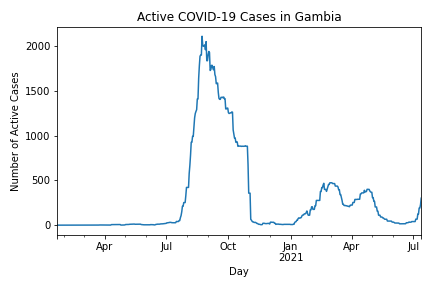 Active COVID-19 Cases in Gambia
Number of Active Cases
2000
1500
1000
500
0
Apr
Jul
Oct
Jan
2021
Apr
Jul
Day